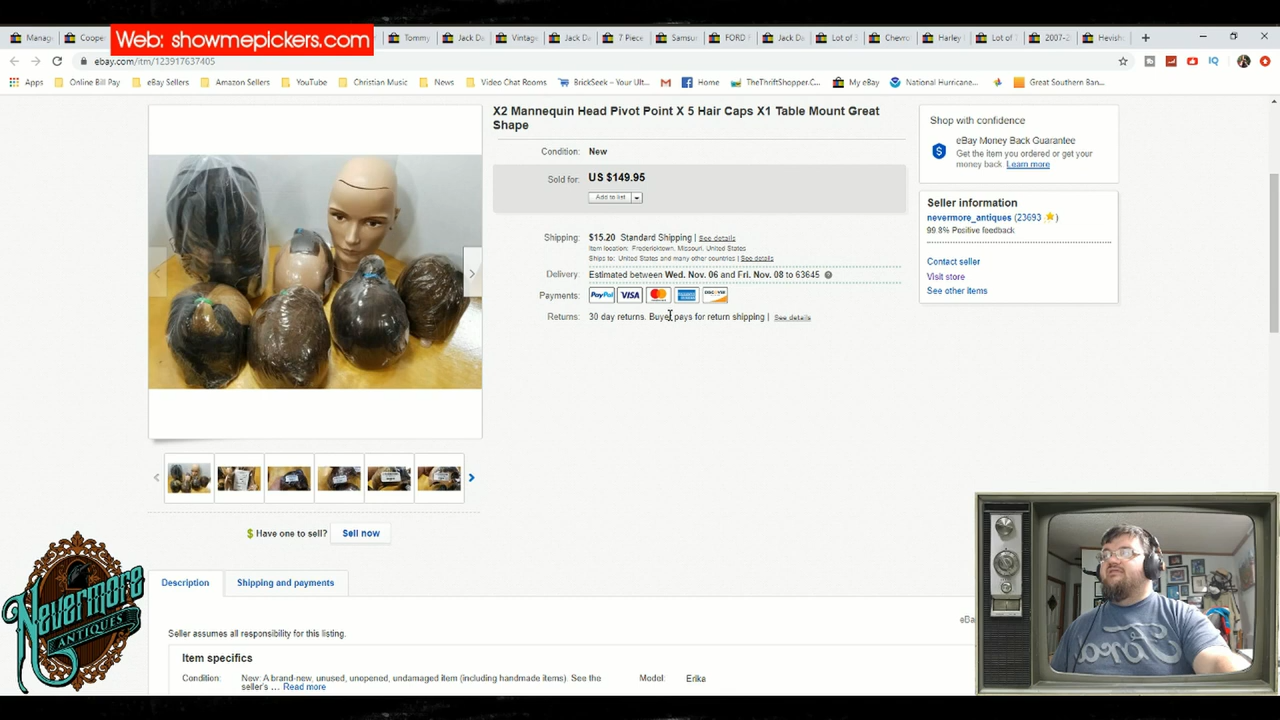 Web: showmepickers.com
Manag
Coope
Tommy
Jack Da
Vintag
Jack Da
7 Piece
Samsu
FORD F
Jack Da
Lot of 3
Chevro
Harley
Lot of 1
2007-2
Hevish
ebay.com/itm/123917637405
Apps
Online Bill Pay
eBay Sellers
Amazon Sellers
YouTube
Christian Music
News
Video Chat Rooms
BrickSeek – Your Ult...
Home
TheThriftShopper.C...
My eBay
National Hurricane...
Great Southern Ban...
X2 Mannequin Head Pivot Point X 5 Hair Caps X1 Table Mount Great
Shape
Condition: New
Sold for: US $149.95
Add to list
Shipping: $15.20 Standard Shipping | See details
Item location: Fredericktown, Missouri, United States
Ships to: United States and many other countries | See details
Delivery: Estimated between Wed. Nov. 06 and Fri. Nov. 08 to 63645
Payments: PayPal VISA DISCOVER
Returns: 30 day returns. Buyer pays for return shipping | See details
Shop with confidence
eBay Money Back Guarantee
Get the item you ordered or get your
money back. Learn more
Seller information
nevermore_antiques (23693 )
99.8% Positive feedback
Contact seller
Visit store
See other items
$ Have one to sell? Sell now
Description
Shipping and payments
Seller assumes all responsibility for this listing.
eBa
Item specifics
Condition: New: A brand-new, unused, unopened, undamaged item (including handmade items). See the
seller's ... Read more
Model: Erika
Nevermore
ANTIQUES
Ford